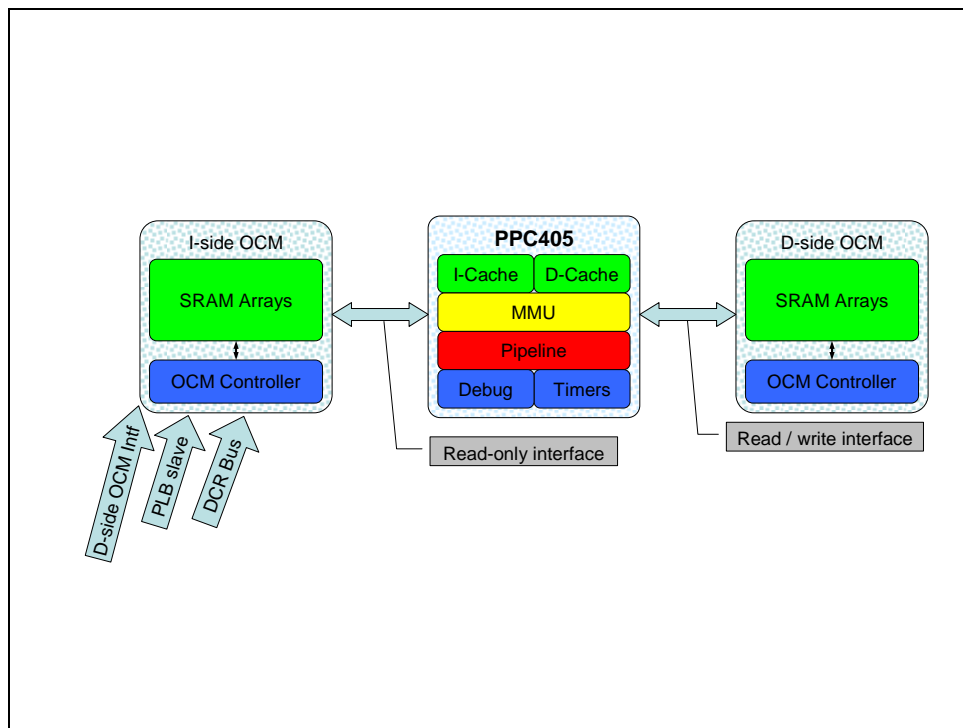 I-side OCM
SRAM Arrays
OCM Controller
D-side OCM Intf
PLB slave
DCR Bus
PPC405
I-Cache
D-Cache
MMU
Pipeline
Debug
Timers
Read-only interface
D-side OCM
SRAM Arrays
OCM Controller
Read / write interface